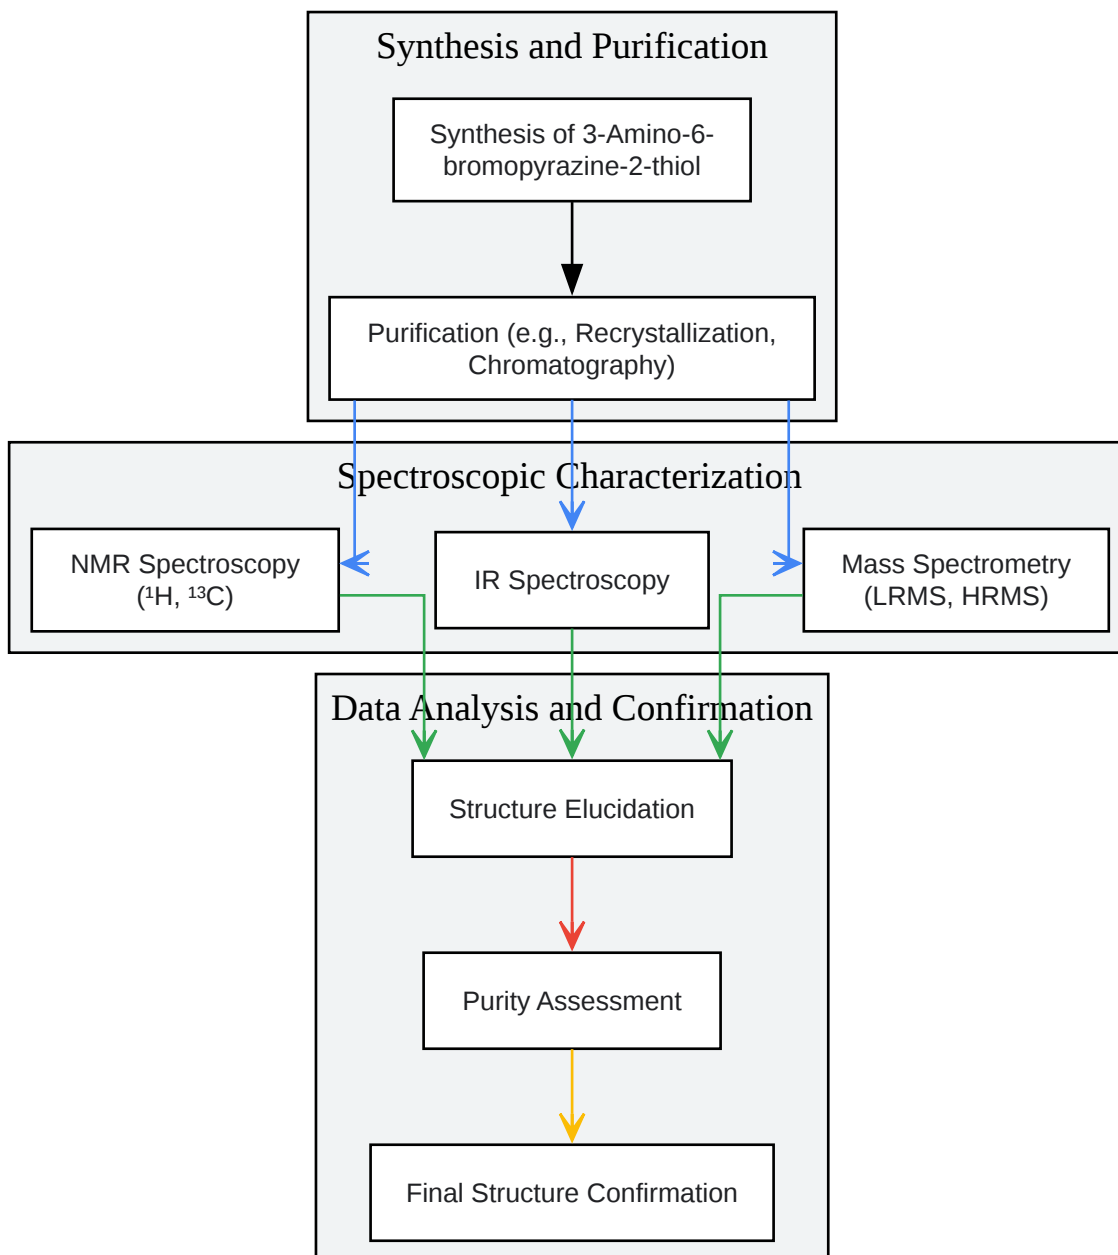 Synthesis and Purification
Synthesis of 3-Amino-6-
bromopyrazine-2-thiol
Purification (e.g., Recrystallization,
Chromatography)
Spectroscopic Characterization
NMR Spectroscopy
(¹H, ¹³C)
IR Spectroscopy
Mass Spectrometry
(LRMS, HRMS)
Data Analysis and Confirmation
Structure Elucidation
Purity Assessment
Final Structure Confirmation